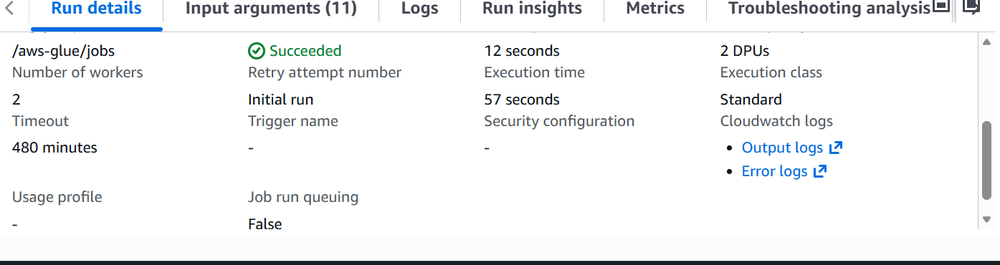 Run details Input arguments (11) Logs Run insights Metrics Troubleshooting analysis
/aws-glue/jobs Succeeded 12 seconds 2 DPUs
Number of workers Retry attempt number Execution time Execution class
2 Initial run 57 seconds Standard
Timeout Trigger name Security configuration Cloudwatch logs
480 minutes - - Output logs
Error logs
Usage profile Job run queuing
- False